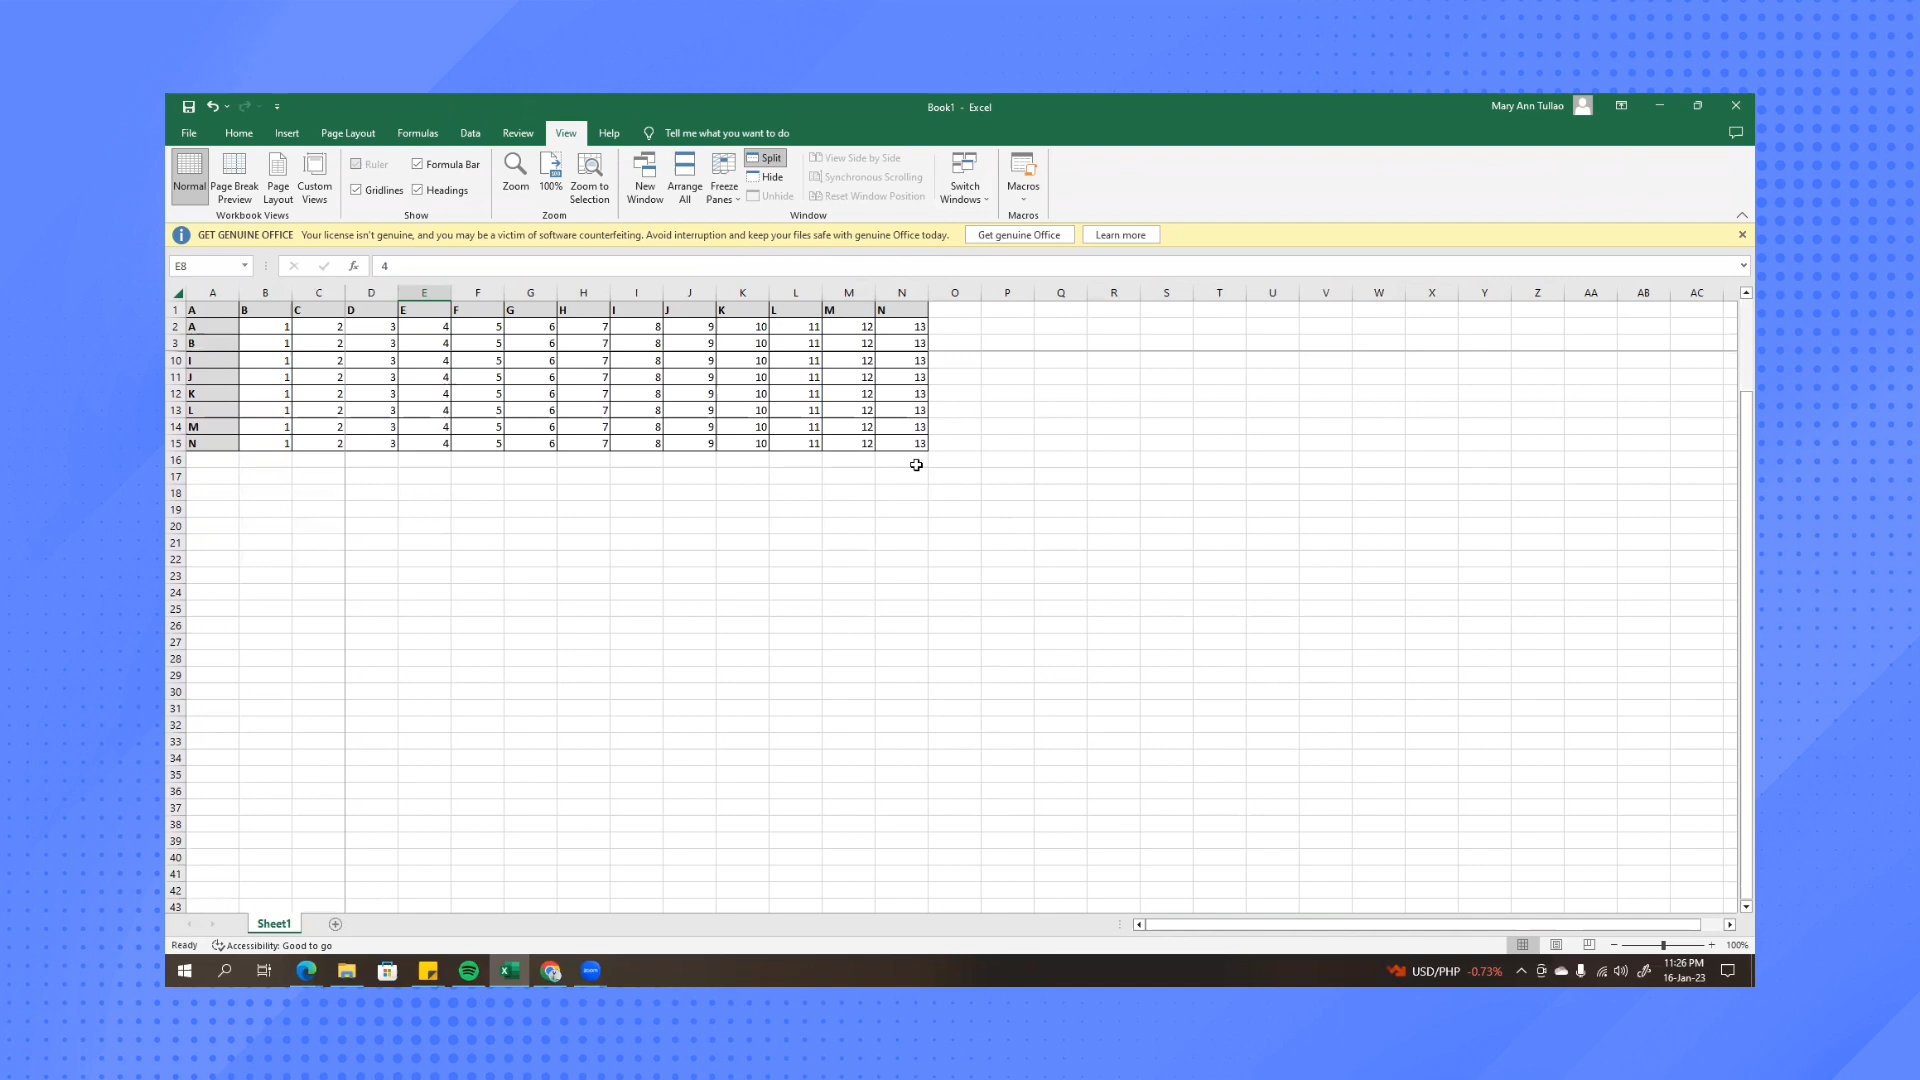 Book1 - Excel
Mary Ann Tullao
File Home Insert Page Layout Formulas Data Review View Help Tell me what you want to do
Normal
Page Break Preview
Page Layout
Custom Views
Workbook Views
Ruler Formula Bar
Gridlines Headings
Show
Zoom
100%
Zoom to Selection
Zoom
New Window
Arrange All
Freeze Panes
Split
Hide
Unhide
View Side by Side
Synchronous Scrolling
Reset Window Position
Window
Switch Windows
Macros
Macros
GET GENUINE OFFICE Your license isn't genuine, and you may be a victim of software counterfeiting. Avoid interruption and keep your files safe with genuine Office today. Get genuine Office Learn more
E8 fx 4
A B C D E F G H I J K L M N O P Q R S T U V W X Y Z AA AB AC
1 A B C D E F G H I J K L M N
2 A 1 2 3 4 5 6 7 8 9 10 11 12 13
3 B 1 2 3 4 5 6 7 8 9 10 11 12 13
10 I 1 2 3 4 5 6 7 8 9 10 11 12 13
11 J 1 2 3 4 5 6 7 8 9 10 11 12 13
12 K 1 2 3 4 5 6 7 8 9 10 11 12 13
13 L 1 2 3 4 5 6 7 8 9 10 11 12 13
14 M 1 2 3 4 5 6 7 8 9 10 11 12 13
15 N 1 2 3 4 5 6 7 8 9 10 11 12 13
16
17
18
19
20
21
22
23
24
25
26
27
28
29
30
31
32
33
34
35
36
37
38
39
40
41
42
43
Sheet1
Ready Accessibility: Good to go 100%
USD/PHP -0.73% 11:26 PM
16-Jan-23
zoom